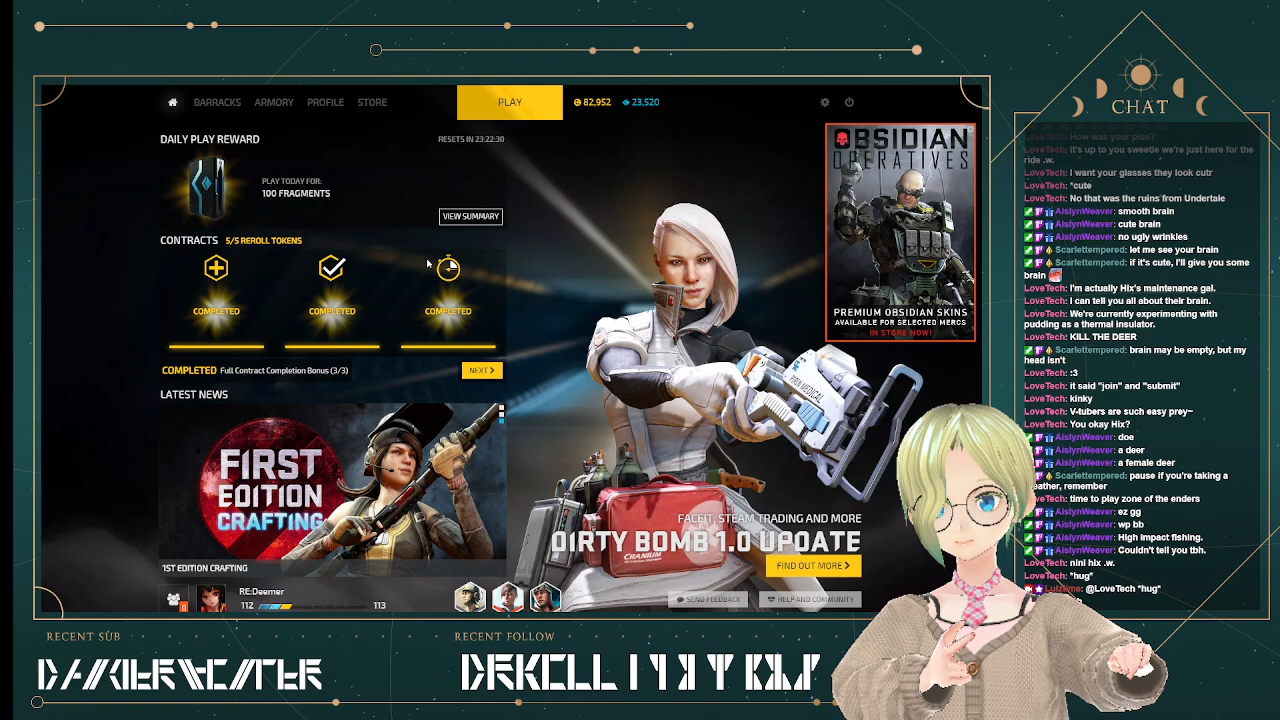 BARRACKS ARMORY PROFILE STORE
PLAY
82,952 23,520
DAILY PLAY REWARD
RESETS IN 23:22:30
PLAY TODAY FOR:
100 FRAGMENTS
VIEW SUMMARY
CONTRACTS 5/5 REROLL TOKENS
COMPLETED COMPLETED COMPLETED
COMPLETED Full Contract Completion Bonus (3/3)
NEXT
LATEST NEWS
FIRST
EDITION
CRAFTING
1ST EDITION CRAFTING
RE:Deemer
112 113
OBSIDIAN
OPERATIVES
PREMIUM OBSIDIAN SKINS
AVAILABLE FOR SELECTED MERCS
IN STORE NOW!
PYRIN MEDICAL
CRANIUM
FACEIT, STEAM TRADING AND MORE
DIRTY BOMB 1.0 UPDATE
FIND OUT MORE
SEND FEEDBACK
HELP AND COMMUNITY
RECENT SUB
RECENT FOLLOW
CHAT
LoveTech: How was your piss?
LoveTech: it's up to you sweetie we're just here for the
ride .w.
LoveTech: I want your glasses they look cutr
LoveTech: *cute
LoveTech: No that was the ruins from Undertale
AislynWeaver: smooth brain
AislynWeaver: cute brain
AislynWeaver: no ugly wrinkles
Scarlettempered: let me see your brain
Scarlettempered: if it's cute, I'll give you some
brain
LoveTech: I'm actually Hix's maintenance gal.
LoveTech: I can tell you all about their brain.
LoveTech: We're currently experimenting with
pudding as a thermal insulator.
LoveTech: KILL THE DEER
Scarlettempered: brain may be empty, but my
head isn't
LoveTech: :3
LoveTech: it said "join" and "submit"
LoveTech: kinky
LoveTech: V-tubers are such easy prey~
LoveTech: You okay Hix?
AislynWeaver: doe
AislynWeaver: a deer
AislynWeaver: a female deer
Scarlettempered: pause if you're taking a
eather, remember
LoveTech: time to play zone of the enders
AislynWeaver: ez gg
AislynWeaver: wp bb
AislynWeaver: High impact fishing.
AislynWeaver: Couldn't tell you tbh.
LoveTech: nini hix .w.
LoveTech: *hug*
Lulzlime: @LoveTech *hug*